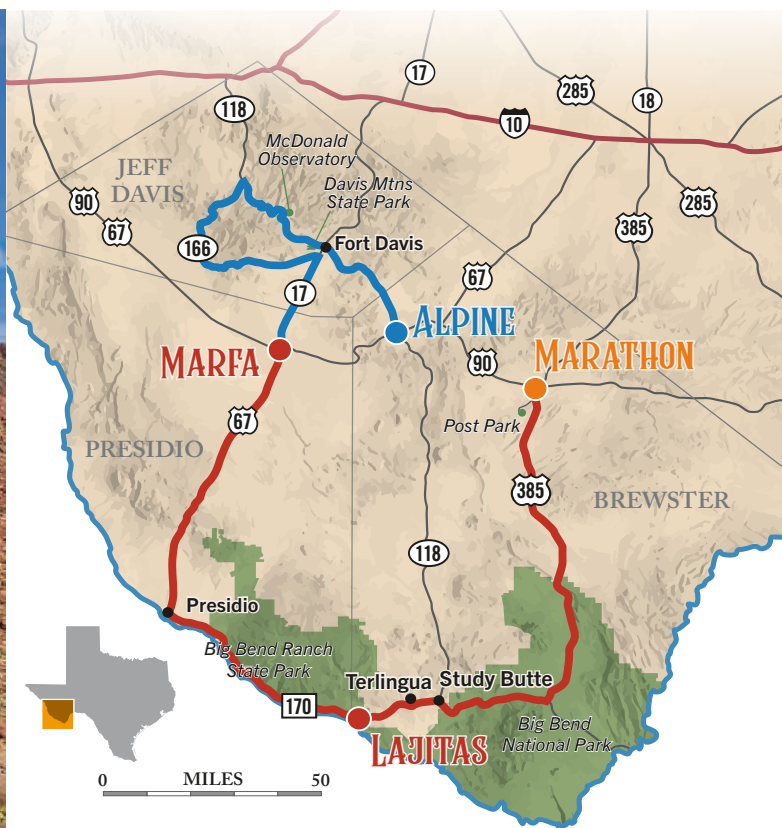 17
285
18
118
10
McDonald
Observatory
JEFF
DAVIS
Davis Mtns
State Park
90
67
285
385
166
Fort Davis
67
17
ALPINE
MARFA
90
MARATHON
67
Post Park
PRESIDIO
385
BREWSTER
118
Presidio
Big Bend Ranch
State Park
Terlingua
Study Butte
170
LAJITAS
Big Bend
National Park
0 MILES 50